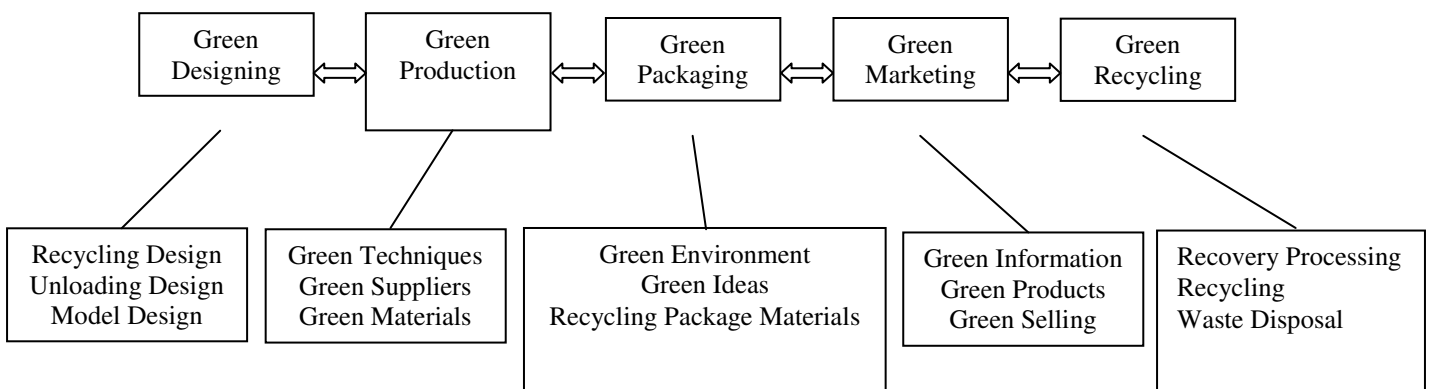 Green
Designing
Green
Production
Green
Packaging
Green
Marketing
Green
Recycling
Recycling Design
Unloading Design
Model Design
Green Techniques
Green Suppliers
Green Materials
Green Environment
Green Ideas
Recycling Package Materials
Green Information
Green Products
Green Selling
Recovery Processing
Recycling
Waste Disposal